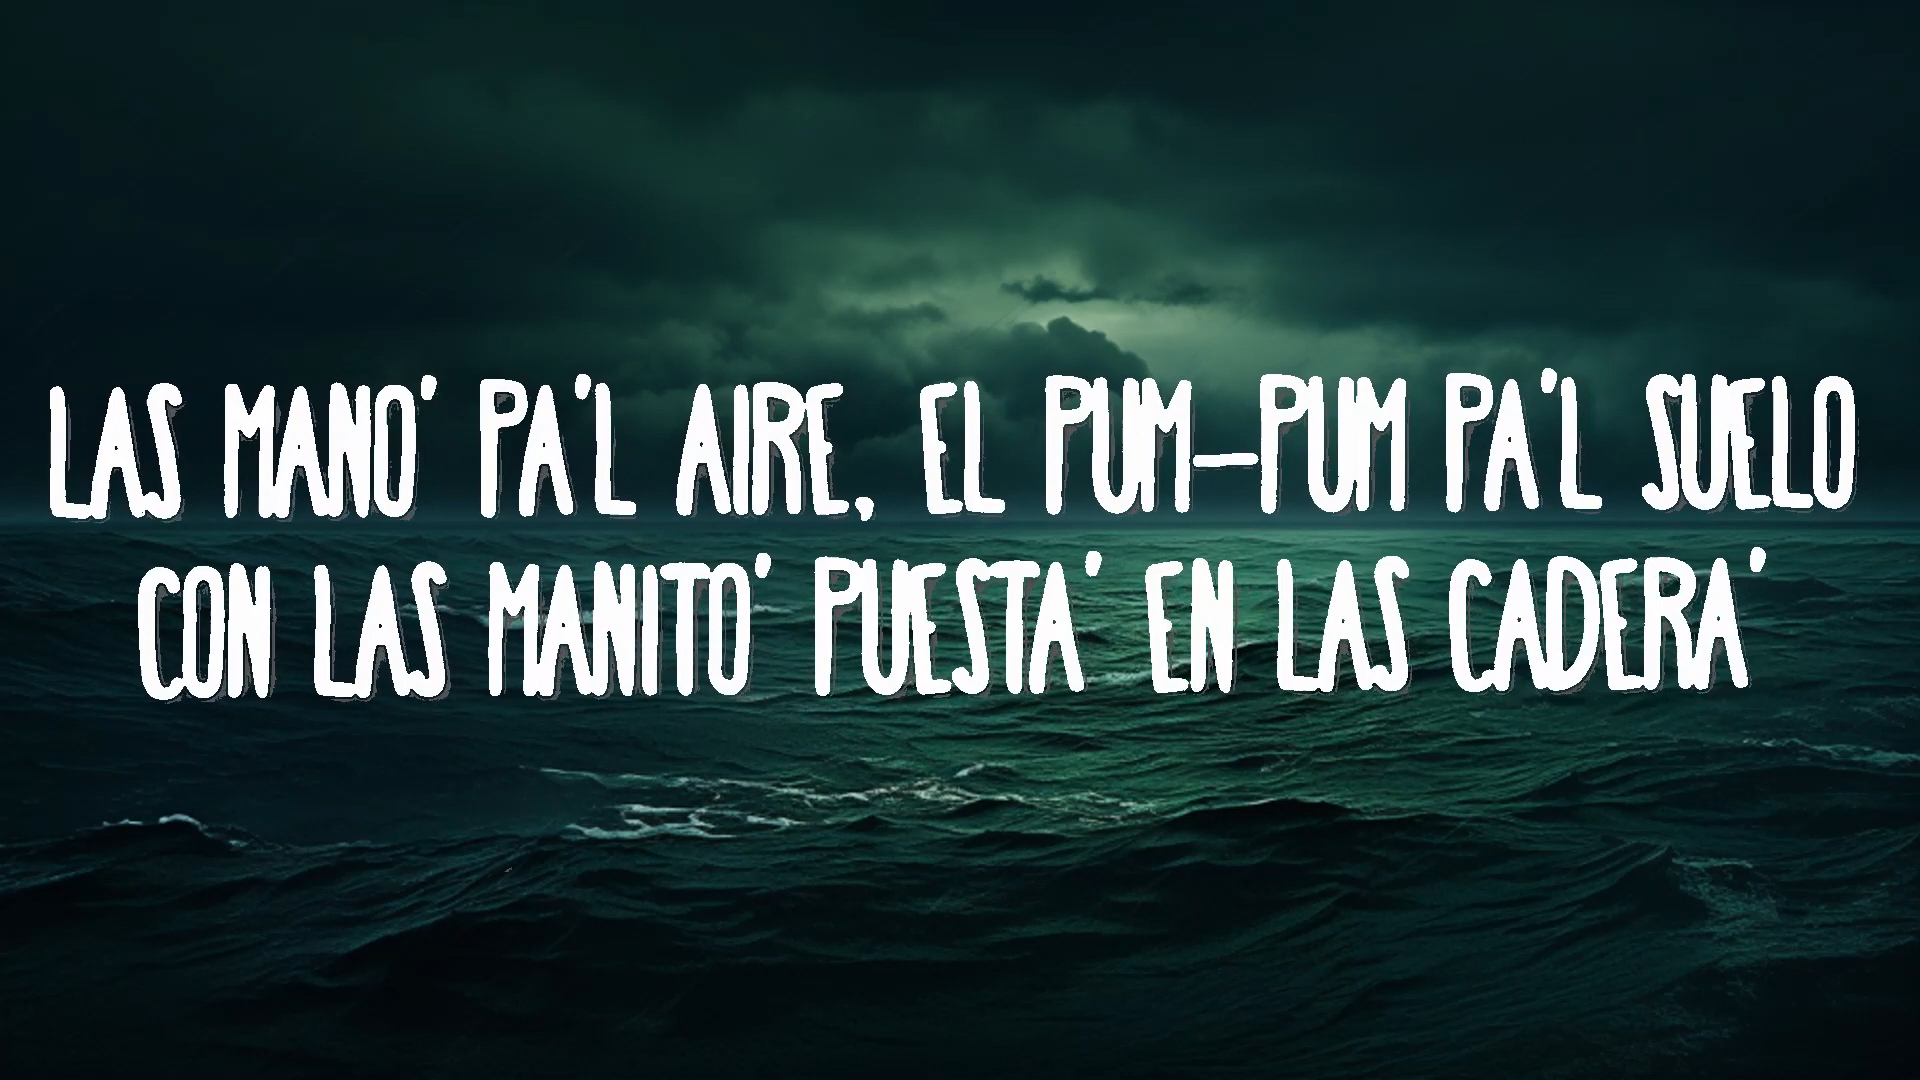 LAS MANO' PA'L AIRE, EL PUM-PUM PA'L SUELO
CON LAS MANITO' PUESTA' EN LAS CADERA'